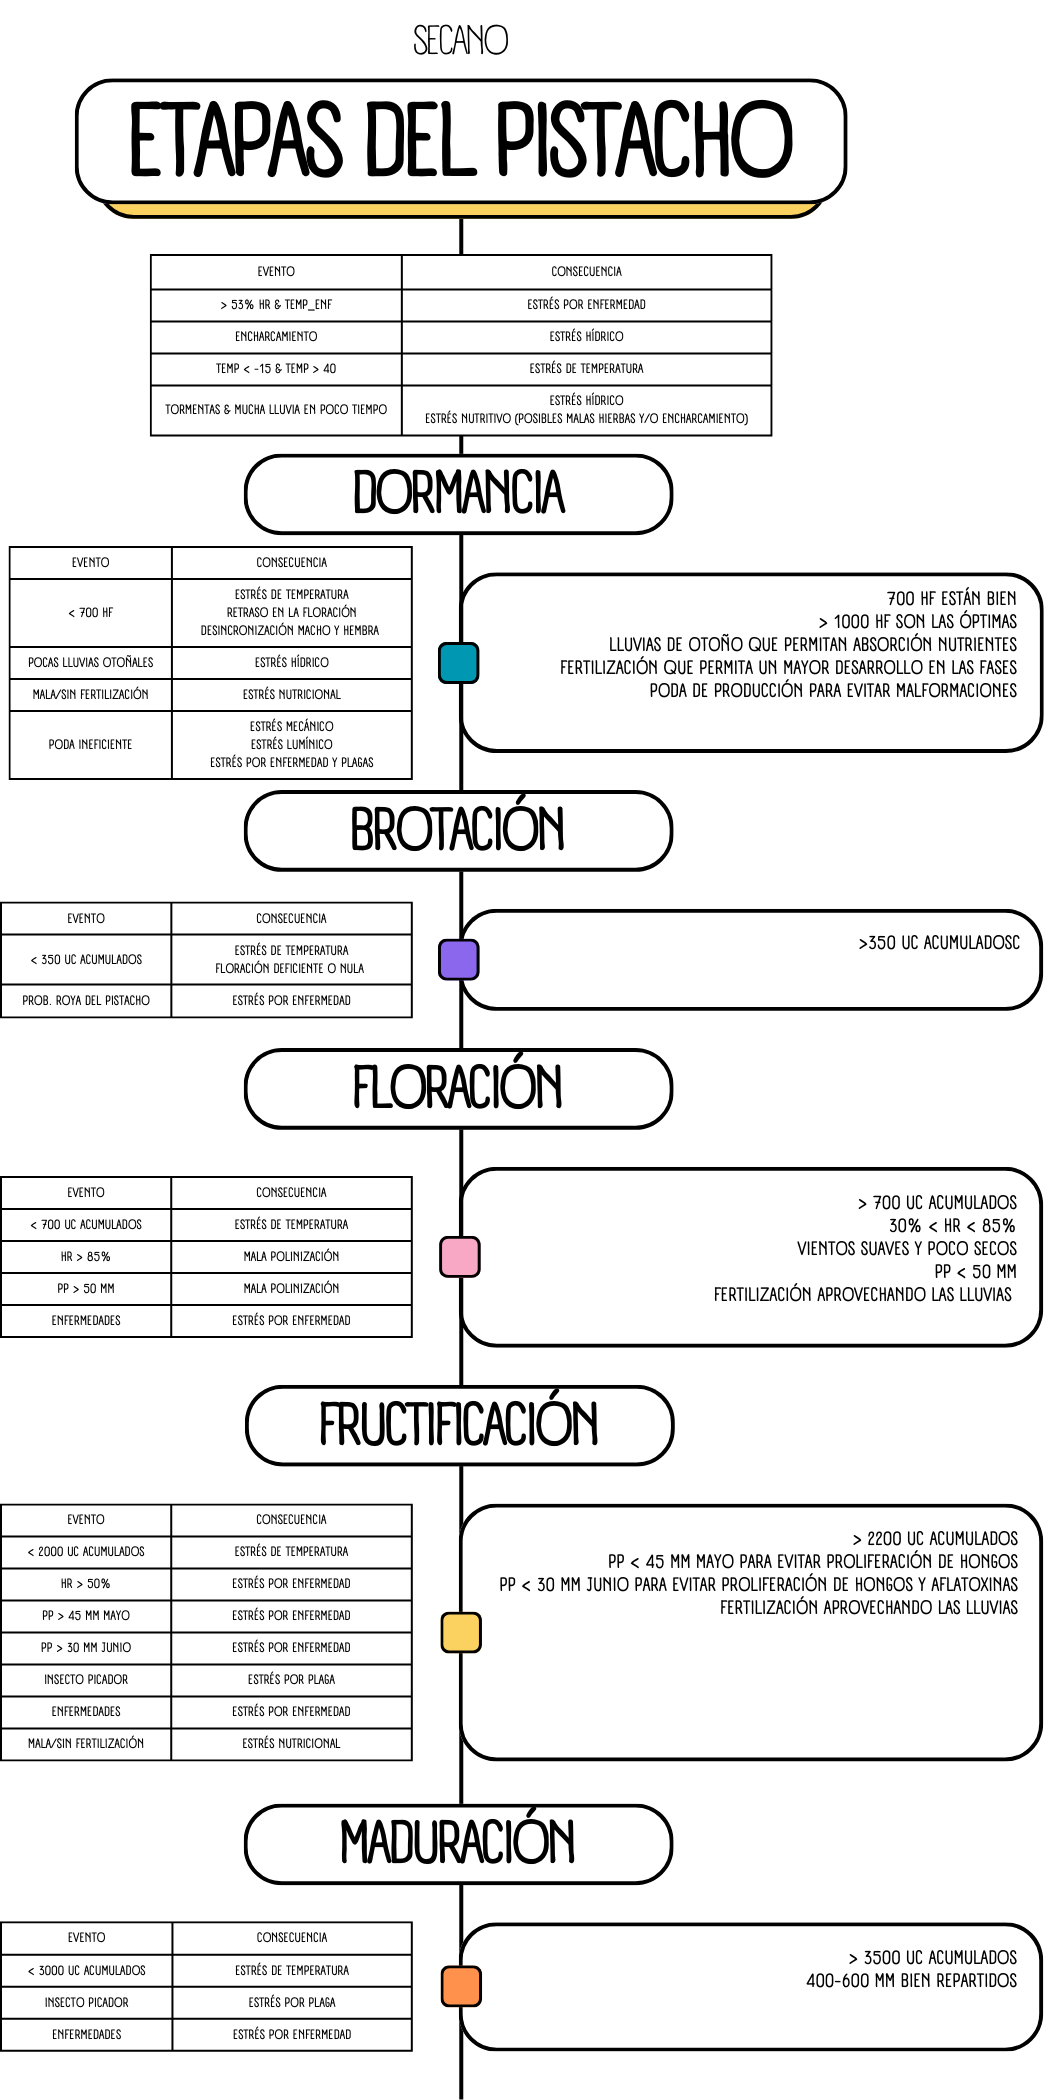 SECANO
ETAPAS DEL PISTACHO
EVENTO
CONSECUENCIA
> 53% HR & TEMP_ENF
ESTRÉS POR ENFERMEDAD
ENCHARCAMIENTO
ESTRÉS HÍDRICO
TEMP < -15 & TEMP > 40
ESTRÉS DE TEMPERATURA
TORMENTAS & MUCHA LLUVIA EN POCO TIEMPO
ESTRÉS HÍDRICO
ESTRÉS NUTRITIVO (POSIBLES MALAS HIERBAS Y/O ENCHARCAMIENTO)
DORMANCIA
EVENTO
CONSECUENCIA
< 700 HF
ESTRÉS DE TEMPERATURA
RETRASO EN LA FLORACIÓN
DESINCRONIZACIÓN MACHO Y HEMBRA
POCAS LLUVIAS OTOÑALES
ESTRÉS HÍDRICO
MALA/SIN FERTILIZACIÓN
ESTRÉS NUTRICIONAL
PODA INEFICIENTE
ESTRÉS MECÁNICO
ESTRÉS LUMÍNICO
ESTRÉS POR ENFERMEDAD Y PLAGAS
700 HF ESTÁN BIEN
> 1000 HF SON LAS ÓPTIMAS
LLUVIAS DE OTOÑO QUE PERMITAN ABSORCIÓN NUTRIENTES
FERTILIZACIÓN QUE PERMITA UN MAYOR DESARROLLO EN LAS FASES
PODA DE PRODUCCIÓN PARA EVITAR MALFORMACIONES
BROTACIÓN
EVENTO
CONSECUENCIA
< 350 UC ACUMULADOS
ESTRÉS DE TEMPERATURA
FLORACIÓN DEFICIENTE O NULA
PROB. ROYA DEL PISTACHO
ESTRÉS POR ENFERMEDAD
>350 UC ACUMULADOSC
FLORACIÓN
EVENTO
CONSECUENCIA
< 700 UC ACUMULADOS
ESTRÉS DE TEMPERATURA
HR > 85%
MALA POLINIZACIÓN
PP > 50 MM
MALA POLINIZACIÓN
ENFERMEDADES
ESTRÉS POR ENFERMEDAD
> 700 UC ACUMULADOS
30% < HR < 85%
VIENTOS SUAVES Y POCO SECOS
PP < 50 MM
FERTILIZACIÓN APROVECHANDO LAS LLUVIAS
FRUCTIFICACIÓN
EVENTO
CONSECUENCIA
< 2000 UC ACUMULADOS
ESTRÉS DE TEMPERATURA
HR > 50%
ESTRÉS POR ENFERMEDAD
PP > 45 MM MAYO
ESTRÉS POR ENFERMEDAD
PP > 30 MM JUNIO
ESTRÉS POR ENFERMEDAD
INSECTO PICADOR
ESTRÉS POR PLAGA
ENFERMEDADES
ESTRÉS POR ENFERMEDAD
MALA/SIN FERTILIZACIÓN
ESTRÉS NUTRICIONAL
> 2200 UC ACUMULADOS
PP < 45 MM MAYO PARA EVITAR PROLIFERACIÓN DE HONGOS
PP < 30 MM JUNIO PARA EVITAR PROLIFERACIÓN DE HONGOS Y AFLATOXINAS
FERTILIZACIÓN APROVECHANDO LAS LLUVIAS
MADURACIÓN
EVENTO
CONSECUENCIA
< 3000 UC ACUMULADOS
ESTRÉS DE TEMPERATURA
INSECTO PICADOR
ESTRÉS POR PLAGA
ENFERMEDADES
ESTRÉS POR ENFERMEDAD
> 3500 UC ACUMULADOS
400-600 MM BIEN REPARTIDOS